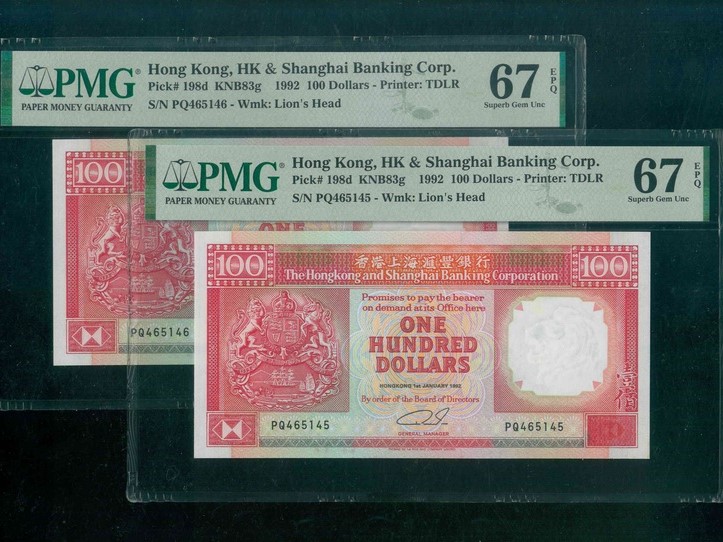 PMG®
PAPER MONEY GUARANTY
Hong Kong, HK & Shanghai Banking Corp.
Pick# 198d KNB83g 1992 100 Dollars - Printer: TDLR
S/N PQ465146 - Wmk: Lion's Head
67
EPQ
Superb Gem Unc
100
ONE
PQ465146
PMG®
PAPER MONEY GUARANTY
Hong Kong, HK & Shanghai Banking Corp.
Pick# 198d KNB83g 1992 100 Dollars - Printer: TDLR
S/N PQ465145 - Wmk: Lion's Head
67
EPQ
Superb Gem Unc
100
香港上海滙豐銀行
100
The Hongkong and Shanghai Banking Corporation
Promises to pay the bearer
on demand at its Office here
ONE
HUNDRED
DOLLARS
HONGKONG 1st JANUARY 1992
By order of the Board of Directors
GENERAL MANAGER
PQ465145
PQ465145